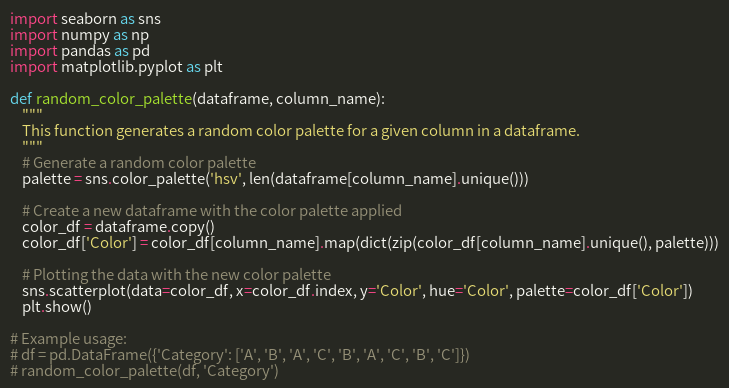 import seaborn as sns
import numpy as np
import pandas as pd
import matplotlib.pyplot as plt

def random_color_palette(dataframe, column_name):
    """
    This function generates a random color palette for a given column in a dataframe.
    """
    # Generate a random color palette
    palette = sns.color_palette('hsv', len(dataframe[column_name].unique()))

    # Create a new dataframe with the color palette applied
    color_df = dataframe.copy()
    color_df['Color'] = color_df[column_name].map(dict(zip(color_df[column_name].unique(), palette)))

    # Plotting the data with the new color palette
    sns.scatterplot(data=color_df, x=color_df.index, y='Color', hue='Color', palette=color_df['Color'])
    plt.show()

# Example usage:
# df = pd.DataFrame({'Category': ['A', 'B', 'A', 'C', 'B', 'A', 'C', 'B', 'C']})
# random_color_palette(df, 'Category')